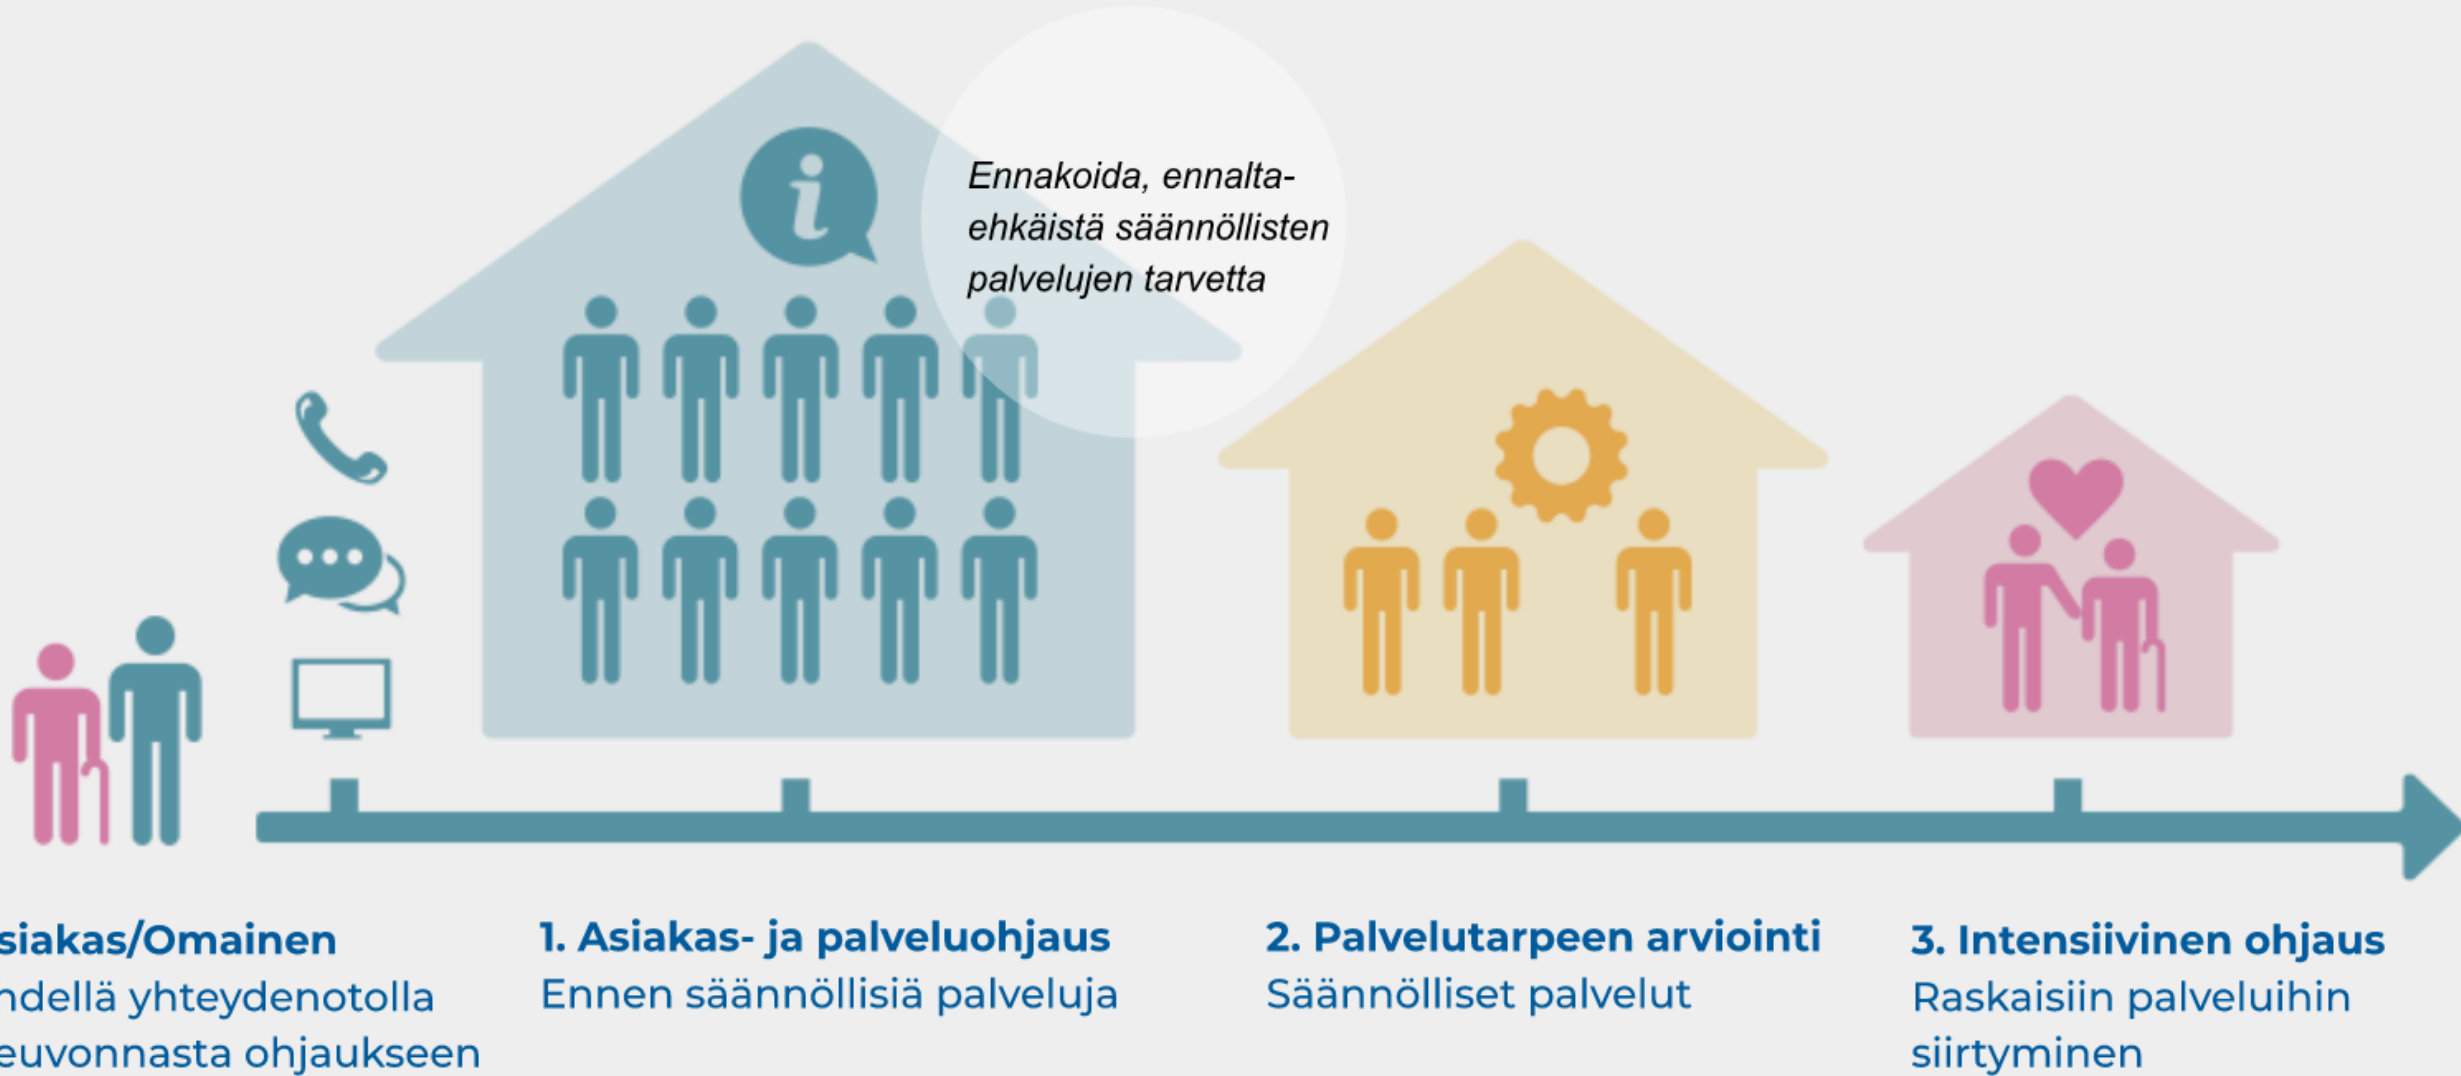 Ennakoida, ennalta-
ehkäistä säännöllisten
palvelujen tarvetta
siakas/Omainen
hdellä yhteydenotolla
euvonnasta ohjaukseen
1. Asiakas- ja palveluohjaus
Ennen säännöllisiä palveluja
2. Palvelutarpeen arviointi
Säännölliset palvelut
3. Intensiivinen ohjaus
Raskaisiin palveluihin
siirtyminen